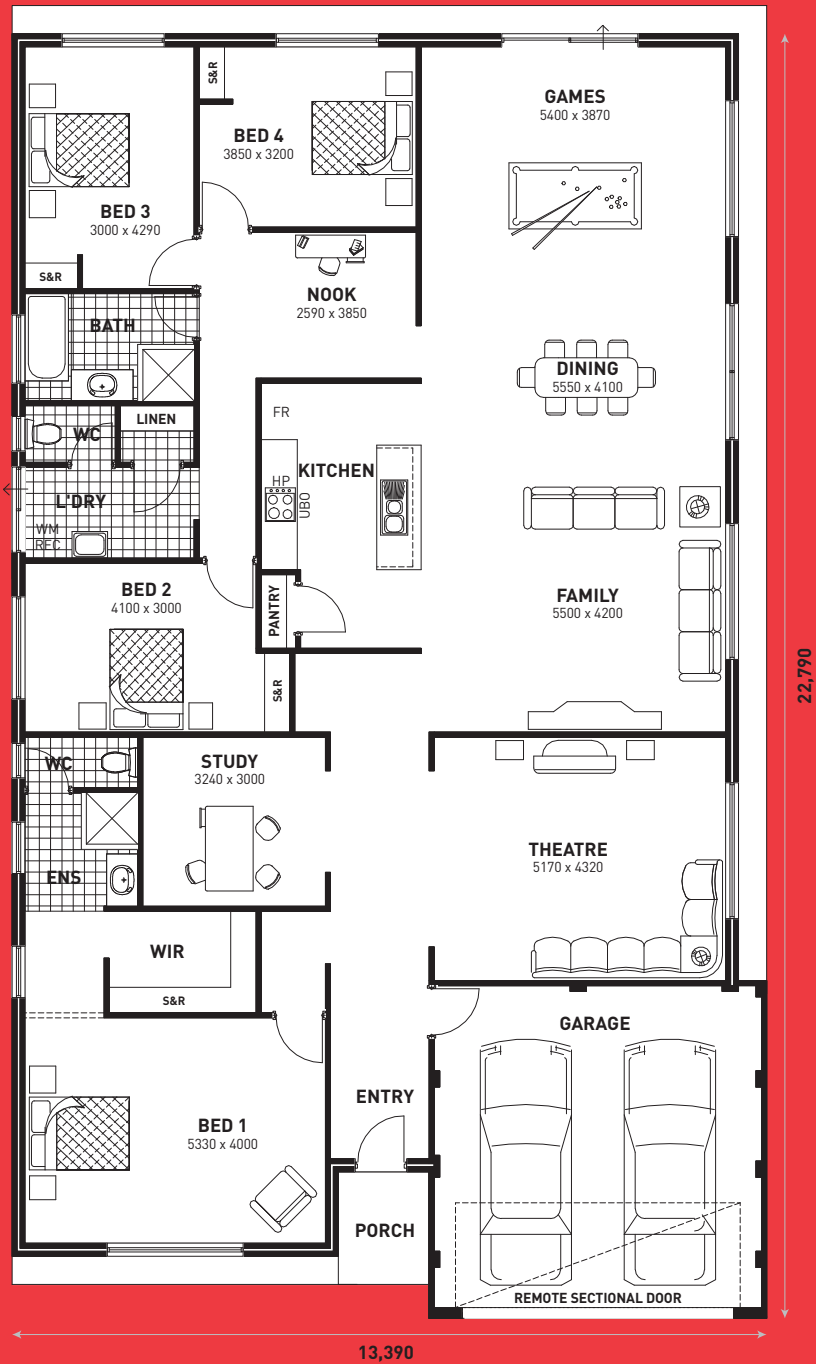 S&R
GAMES
5400 x 3870
BED 4
3850 x 3200
BED 3
3000 x 4290
S&R
NOOK
2590 x 3850
BATH
DINING
5550 x 4100
FR
LINEN
WC
KITCHEN
HP
UBO
L'DRY
WM
REC
BED 2
4100 x 3000
PANTRY
FAMILY
5500 x 4200
22,790
S&R
WC
STUDY
3240 x 3000
THEATRE
5170 x 4320
ENS
WIR
S&R
GARAGE
ENTRY
BED 1
5330 x 4000
PORCH
REMOTE SECTIONAL DOOR
13,390